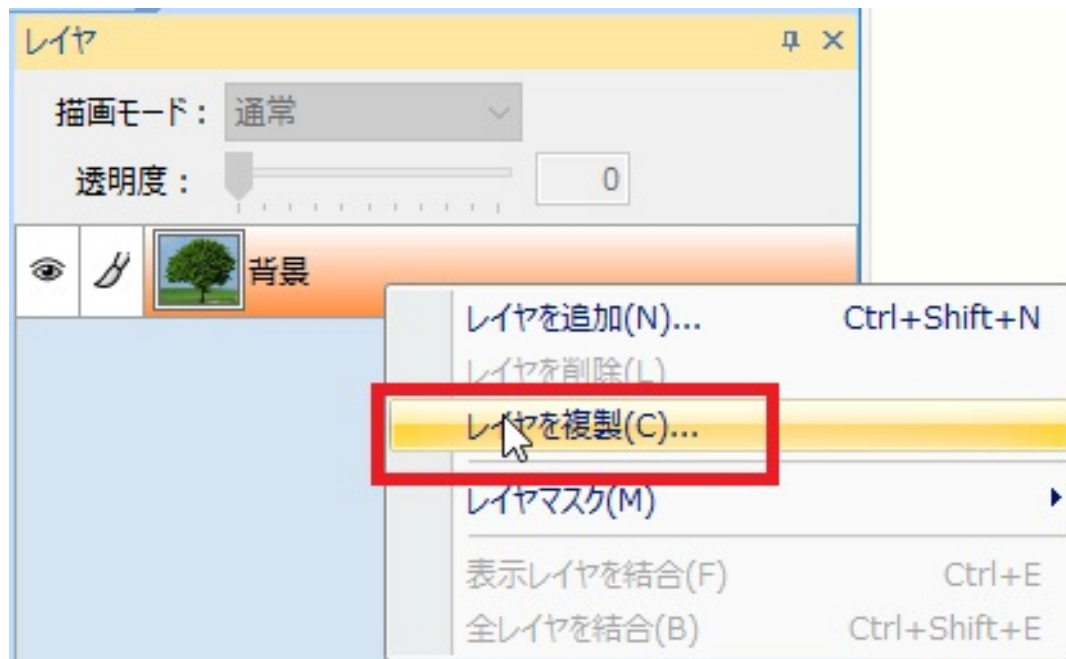 レイヤ
描画モード： 通常
透明度： 0
背景
レイヤを追加(N)... Ctrl+Shift+N
レイヤを削除(L)
レイヤを複製(C)...
レイヤマスク(M)
表示レイヤを結合(F) Ctrl+E
全レイヤを結合(B) Ctrl+Shift+E